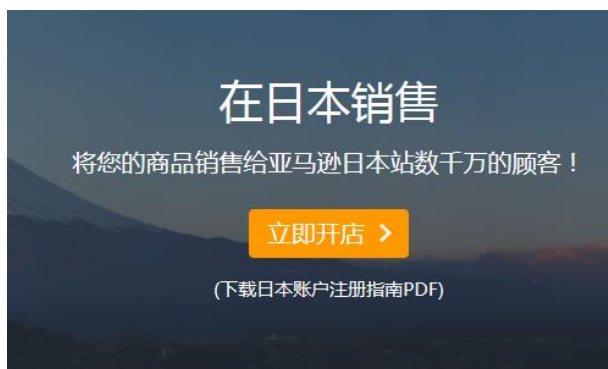 在日本销售
将您的商品销售给亚马逊日本站数千万的顾客！
立即开店
(下载日本账户注册指南PDF)